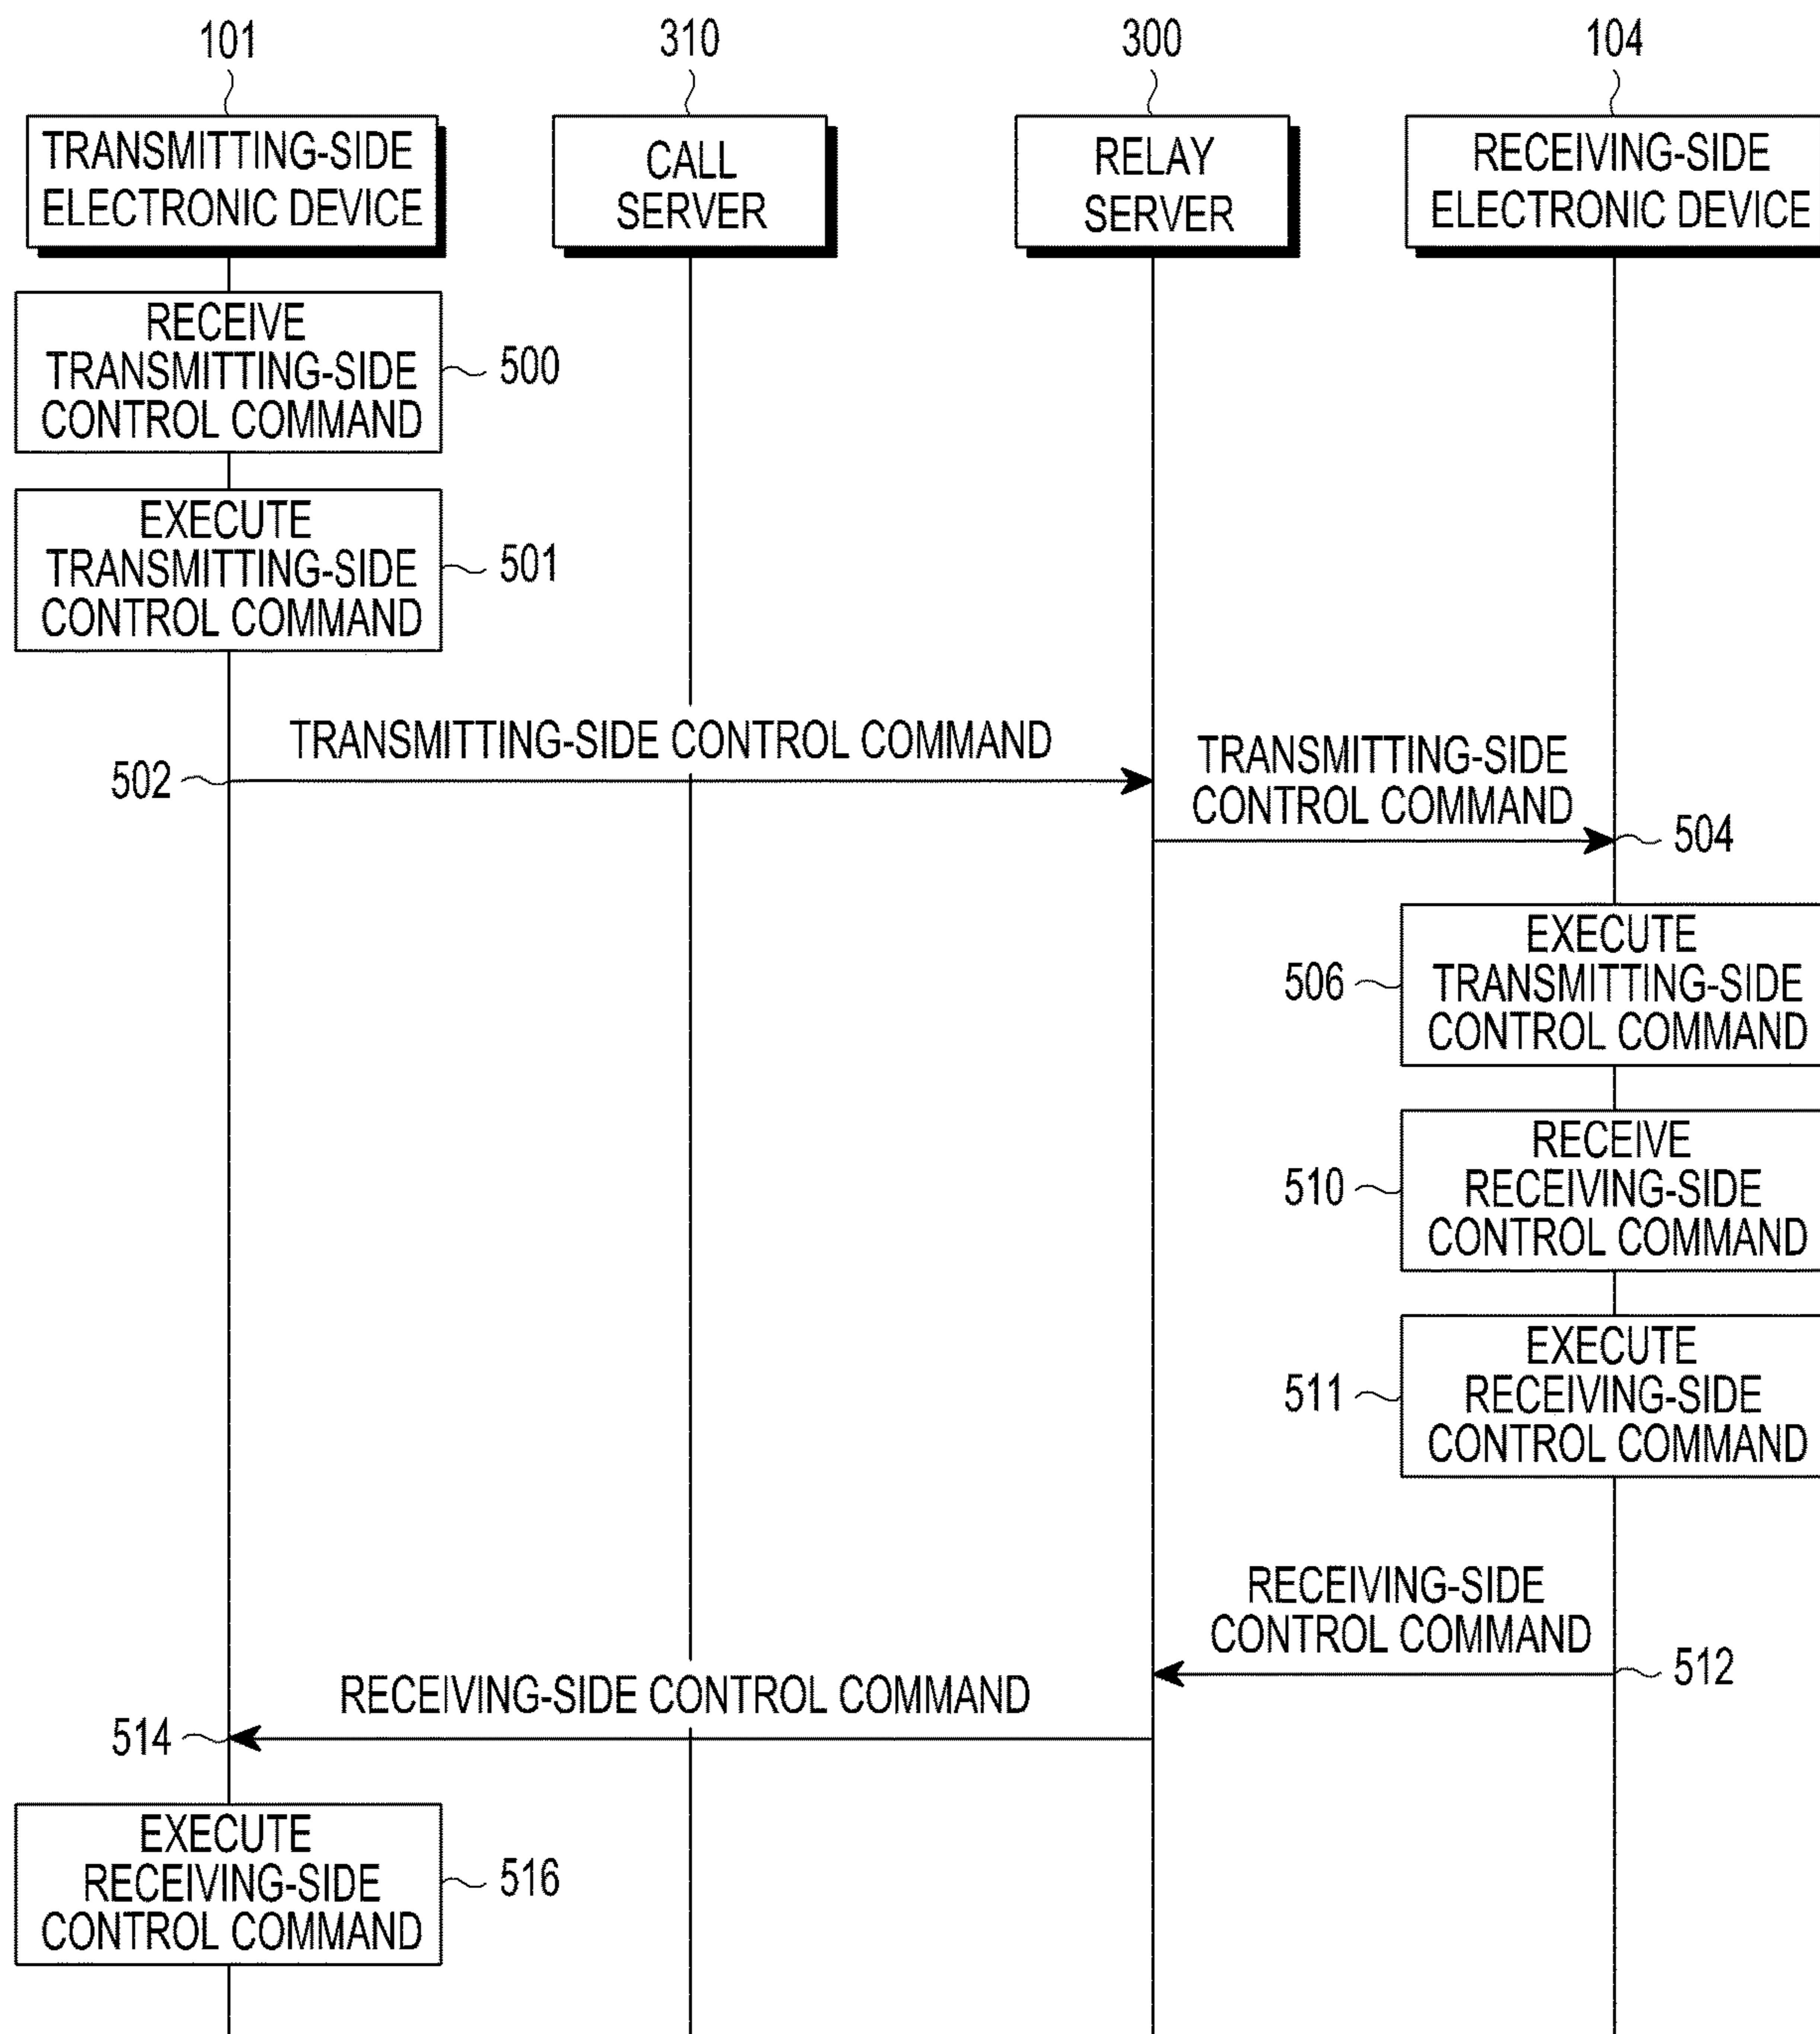 101
310
300
104
TRANSMITTING-SIDE
ELECTRONIC DEVICE
CALL
SERVER
RELAY
SERVER
RECEIVING-SIDE
ELECTRONIC DEVICE
RECEIVE
TRANSMITTING-SIDE
CONTROL COMMAND
500
EXECUTE
TRANSMITTING-SIDE
CONTROL COMMAND
501
TRANSMITTING-SIDE CONTROL COMMAND
502
TRANSMITTING-SIDE
CONTROL COMMAND
504
EXECUTE
TRANSMITTING-SIDE
CONTROL COMMAND
506
RECEIVE
RECEIVING-SIDE
CONTROL COMMAND
510
EXECUTE
RECEIVING-SIDE
CONTROL COMMAND
511
RECEIVING-SIDE
CONTROL COMMAND
512
RECEIVING-SIDE CONTROL COMMAND
514
EXECUTE
RECEIVING-SIDE
CONTROL COMMAND
516